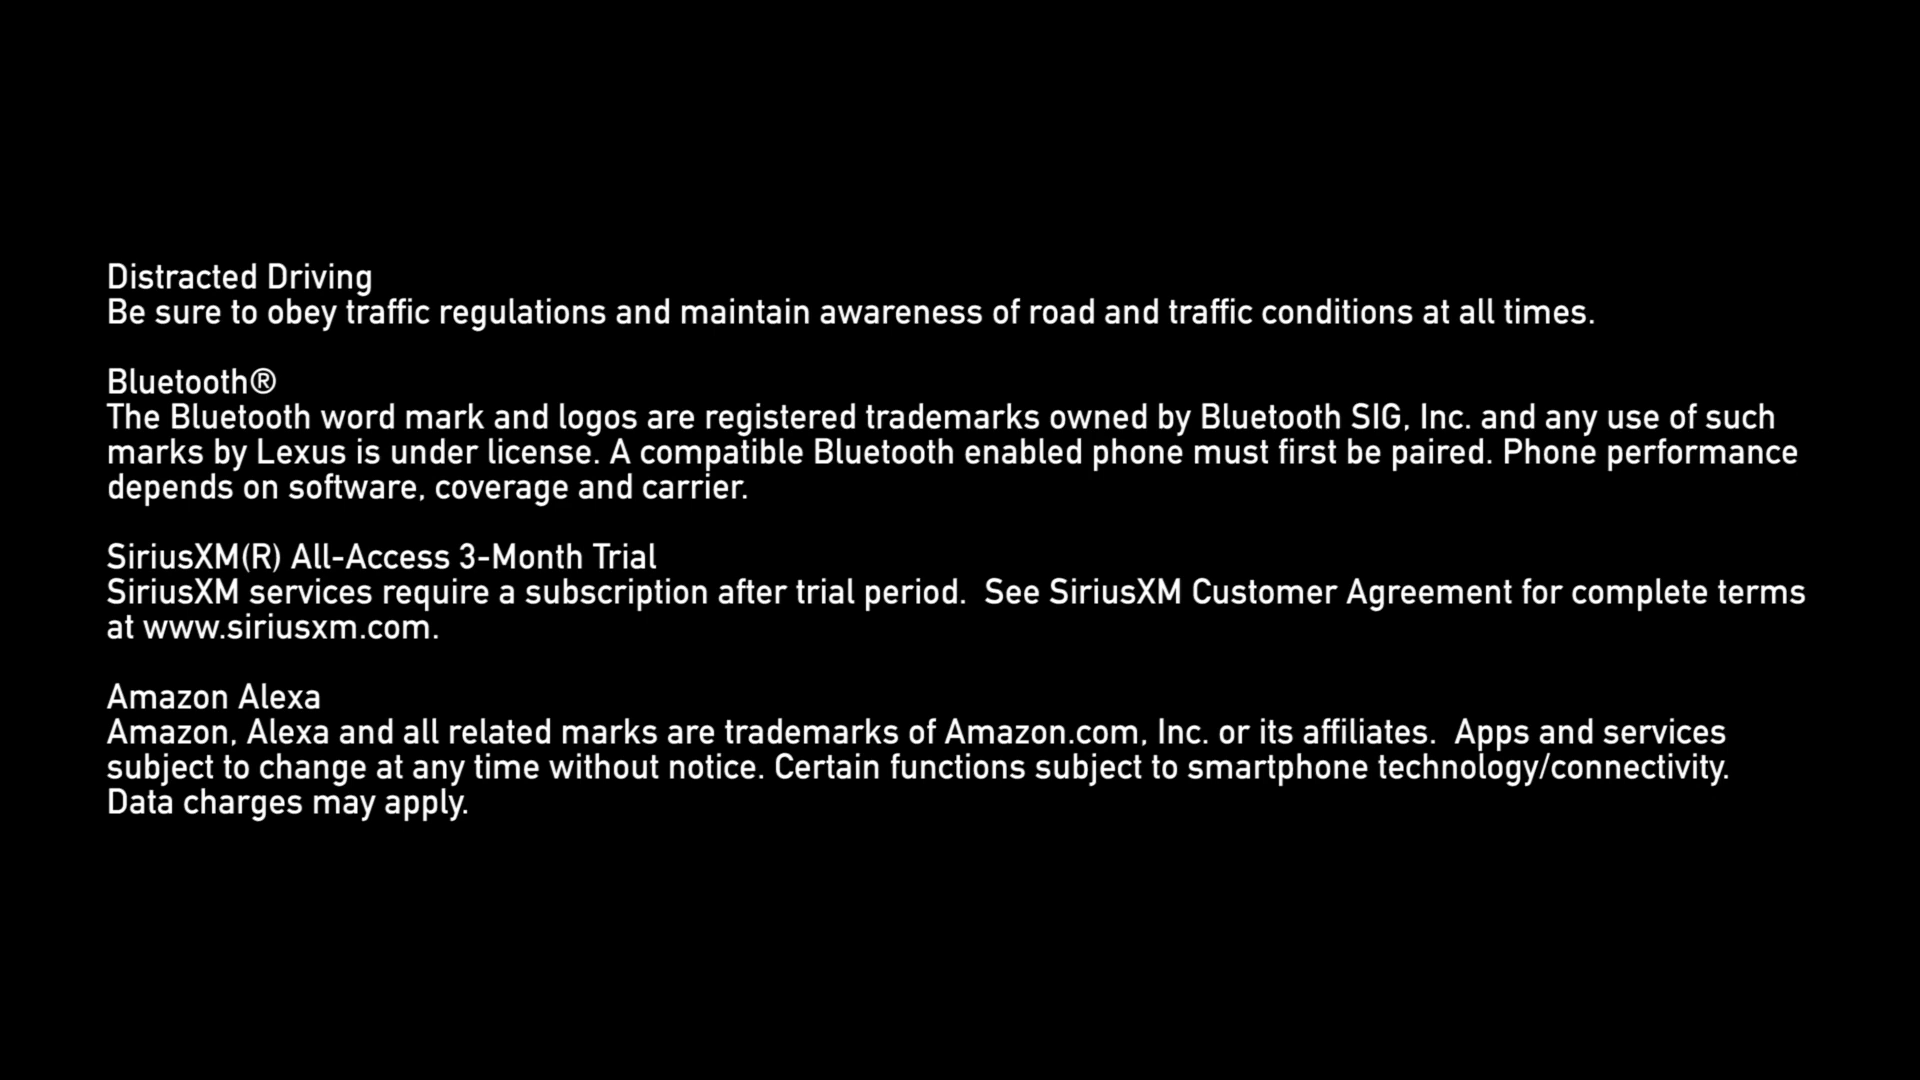 Distracted Driving
Be sure to obey traffic regulations and maintain awareness of road and traffic conditions at all times.
Bluetooth®
The Bluetooth word mark and logos are registered trademarks owned by Bluetooth SIG, Inc. and any use of such
marks by Lexus is under license. A compatible Bluetooth enabled phone must first be paired. Phone performance
depends on software, coverage and carrier.
SiriusXM(R) All-Access 3-Month Trial
SiriusXM services require a subscription after trial period.  See SiriusXM Customer Agreement for complete terms
at www.siriusxm.com.
Amazon Alexa
Amazon, Alexa and all related marks are trademarks of Amazon.com, Inc. or its affiliates.  Apps and services
subject to change at any time without notice. Certain functions subject to smartphone technology/connectivity.
Data charges may apply.